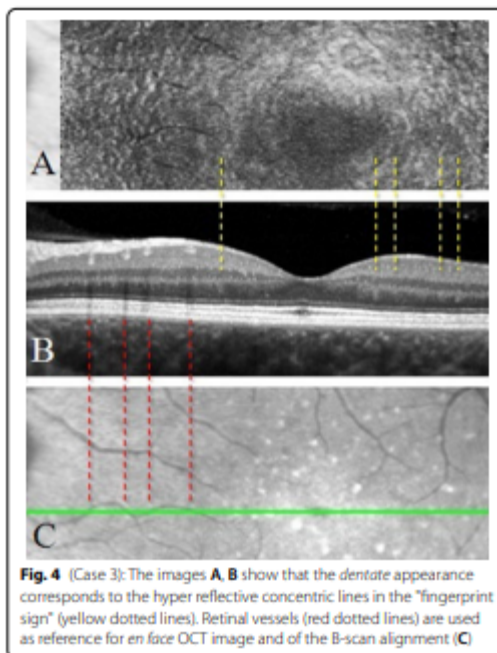 A
B
C
Fig. 4 (Case 3): The images A, B show that the dentate appearance
corresponds to the hyper reflective concentric lines in the "fingerprint
sign" (yellow dotted lines). Retinal vessels (red dotted lines) are used
as reference for en face OCT image and of the B-scan alignment (C)